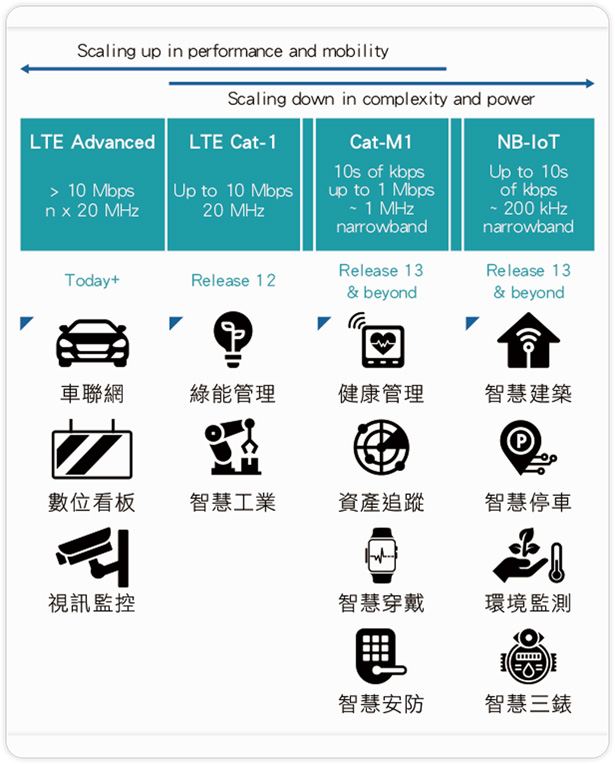 Scaling up in performance and mobility
Scaling down in complexity and power
LTE Advanced
> 10 Mbps
n x 20 MHz
LTE Cat-1
Up to 10 Mbps
20 MHz
Cat-M1
10s of kbps
up to 1 Mbps
~ 1 MHz
narrowband
NB-IoT
Up to 10s
of kbps
~ 200 kHz
narrowband
Today+
Release 12
Release 13
& beyond
Release 13
& beyond
車聯網
綠能管理
健康管理
智慧建築
P
數位看板
智慧工業
資產追蹤
智慧停車
視訊監控
智慧穿戴
環境監測
智慧安防
智慧三錶